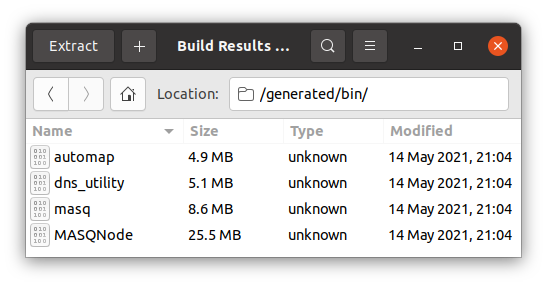 Extract + Build Results ...
Location: /generated/bin/
Name Size Type Modified
automap 4.9 MB unknown 14 May 2021, 21:04
dns_utility 5.1 MB unknown 14 May 2021, 21:04
masq 8.6 MB unknown 14 May 2021, 21:04
MASQNode 25.5 MB unknown 14 May 2021, 21:04